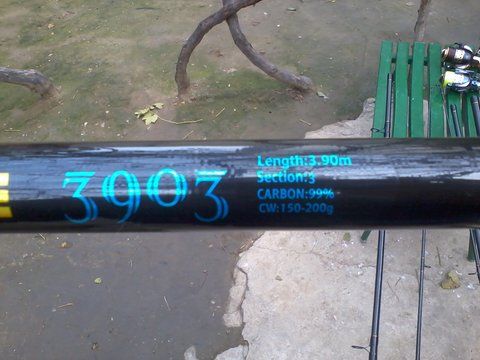 3903
Length:3.90m
Section:3
CARBON:99%
CW:150-200g